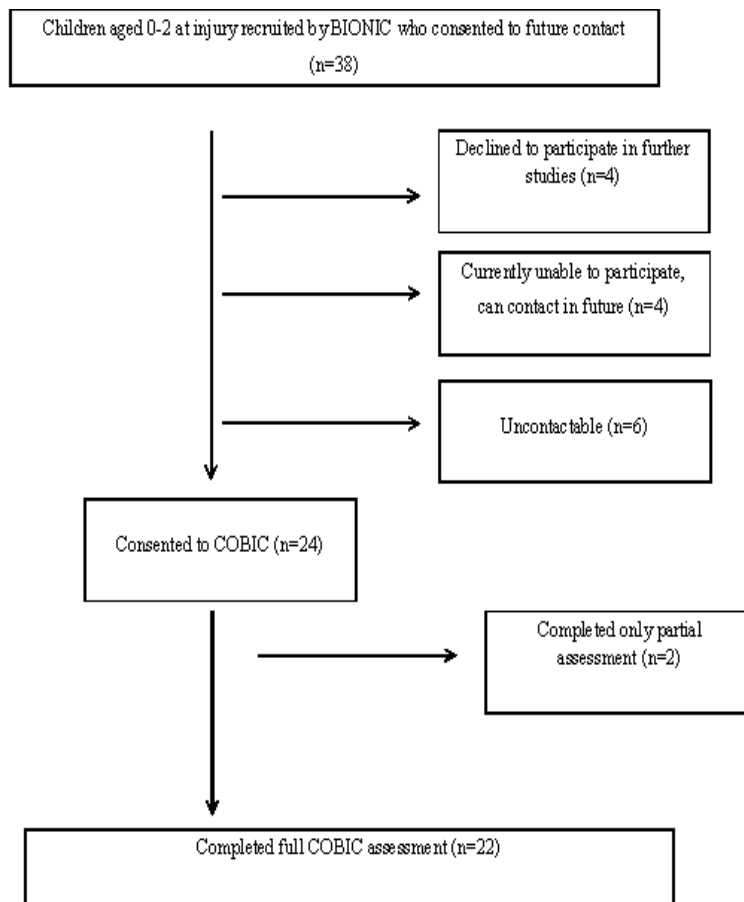 Children aged 0-2 at injury recruited by BIONIC who consented to future contact
(n=38)
Declined to participate in further
studies (n=4)
Currently unable to participate,
can contact in future (n=4)
Uncontactable (n=6)
Consented to COBIC (n=24)
Completed only partial
assessment (n=2)
Completed full COBIC assessment (n=22)